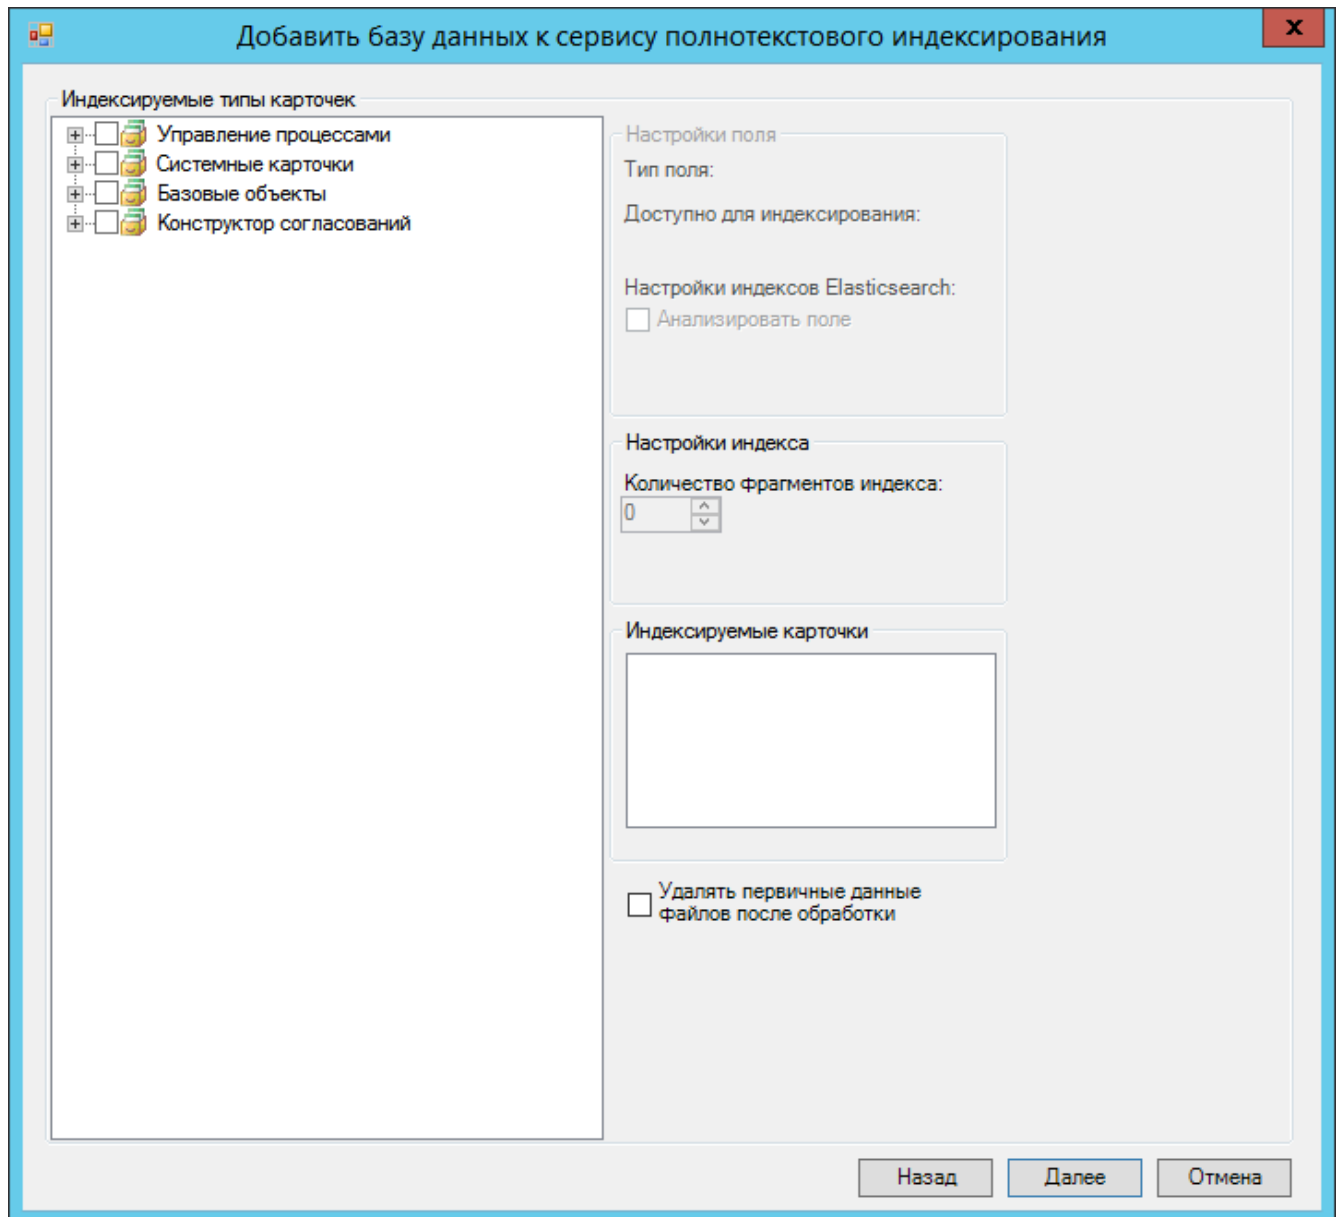 Добавить базу данных к сервису полнотекстового индексирования
x
Индексируемые типы карточек
Управление процессами
Системные карточки
Базовые объекты
Конструктор согласований
Настройки поля
Тип поля:
Доступно для индексирования:
Настройки индексов Elasticsearch:
Анализировать поле
Настройки индекса
Количество фрагментов индекса:
0
Индексируемые карточки
Удалять первичные данные
файлов после обработки
Назад
Далее
Отмена